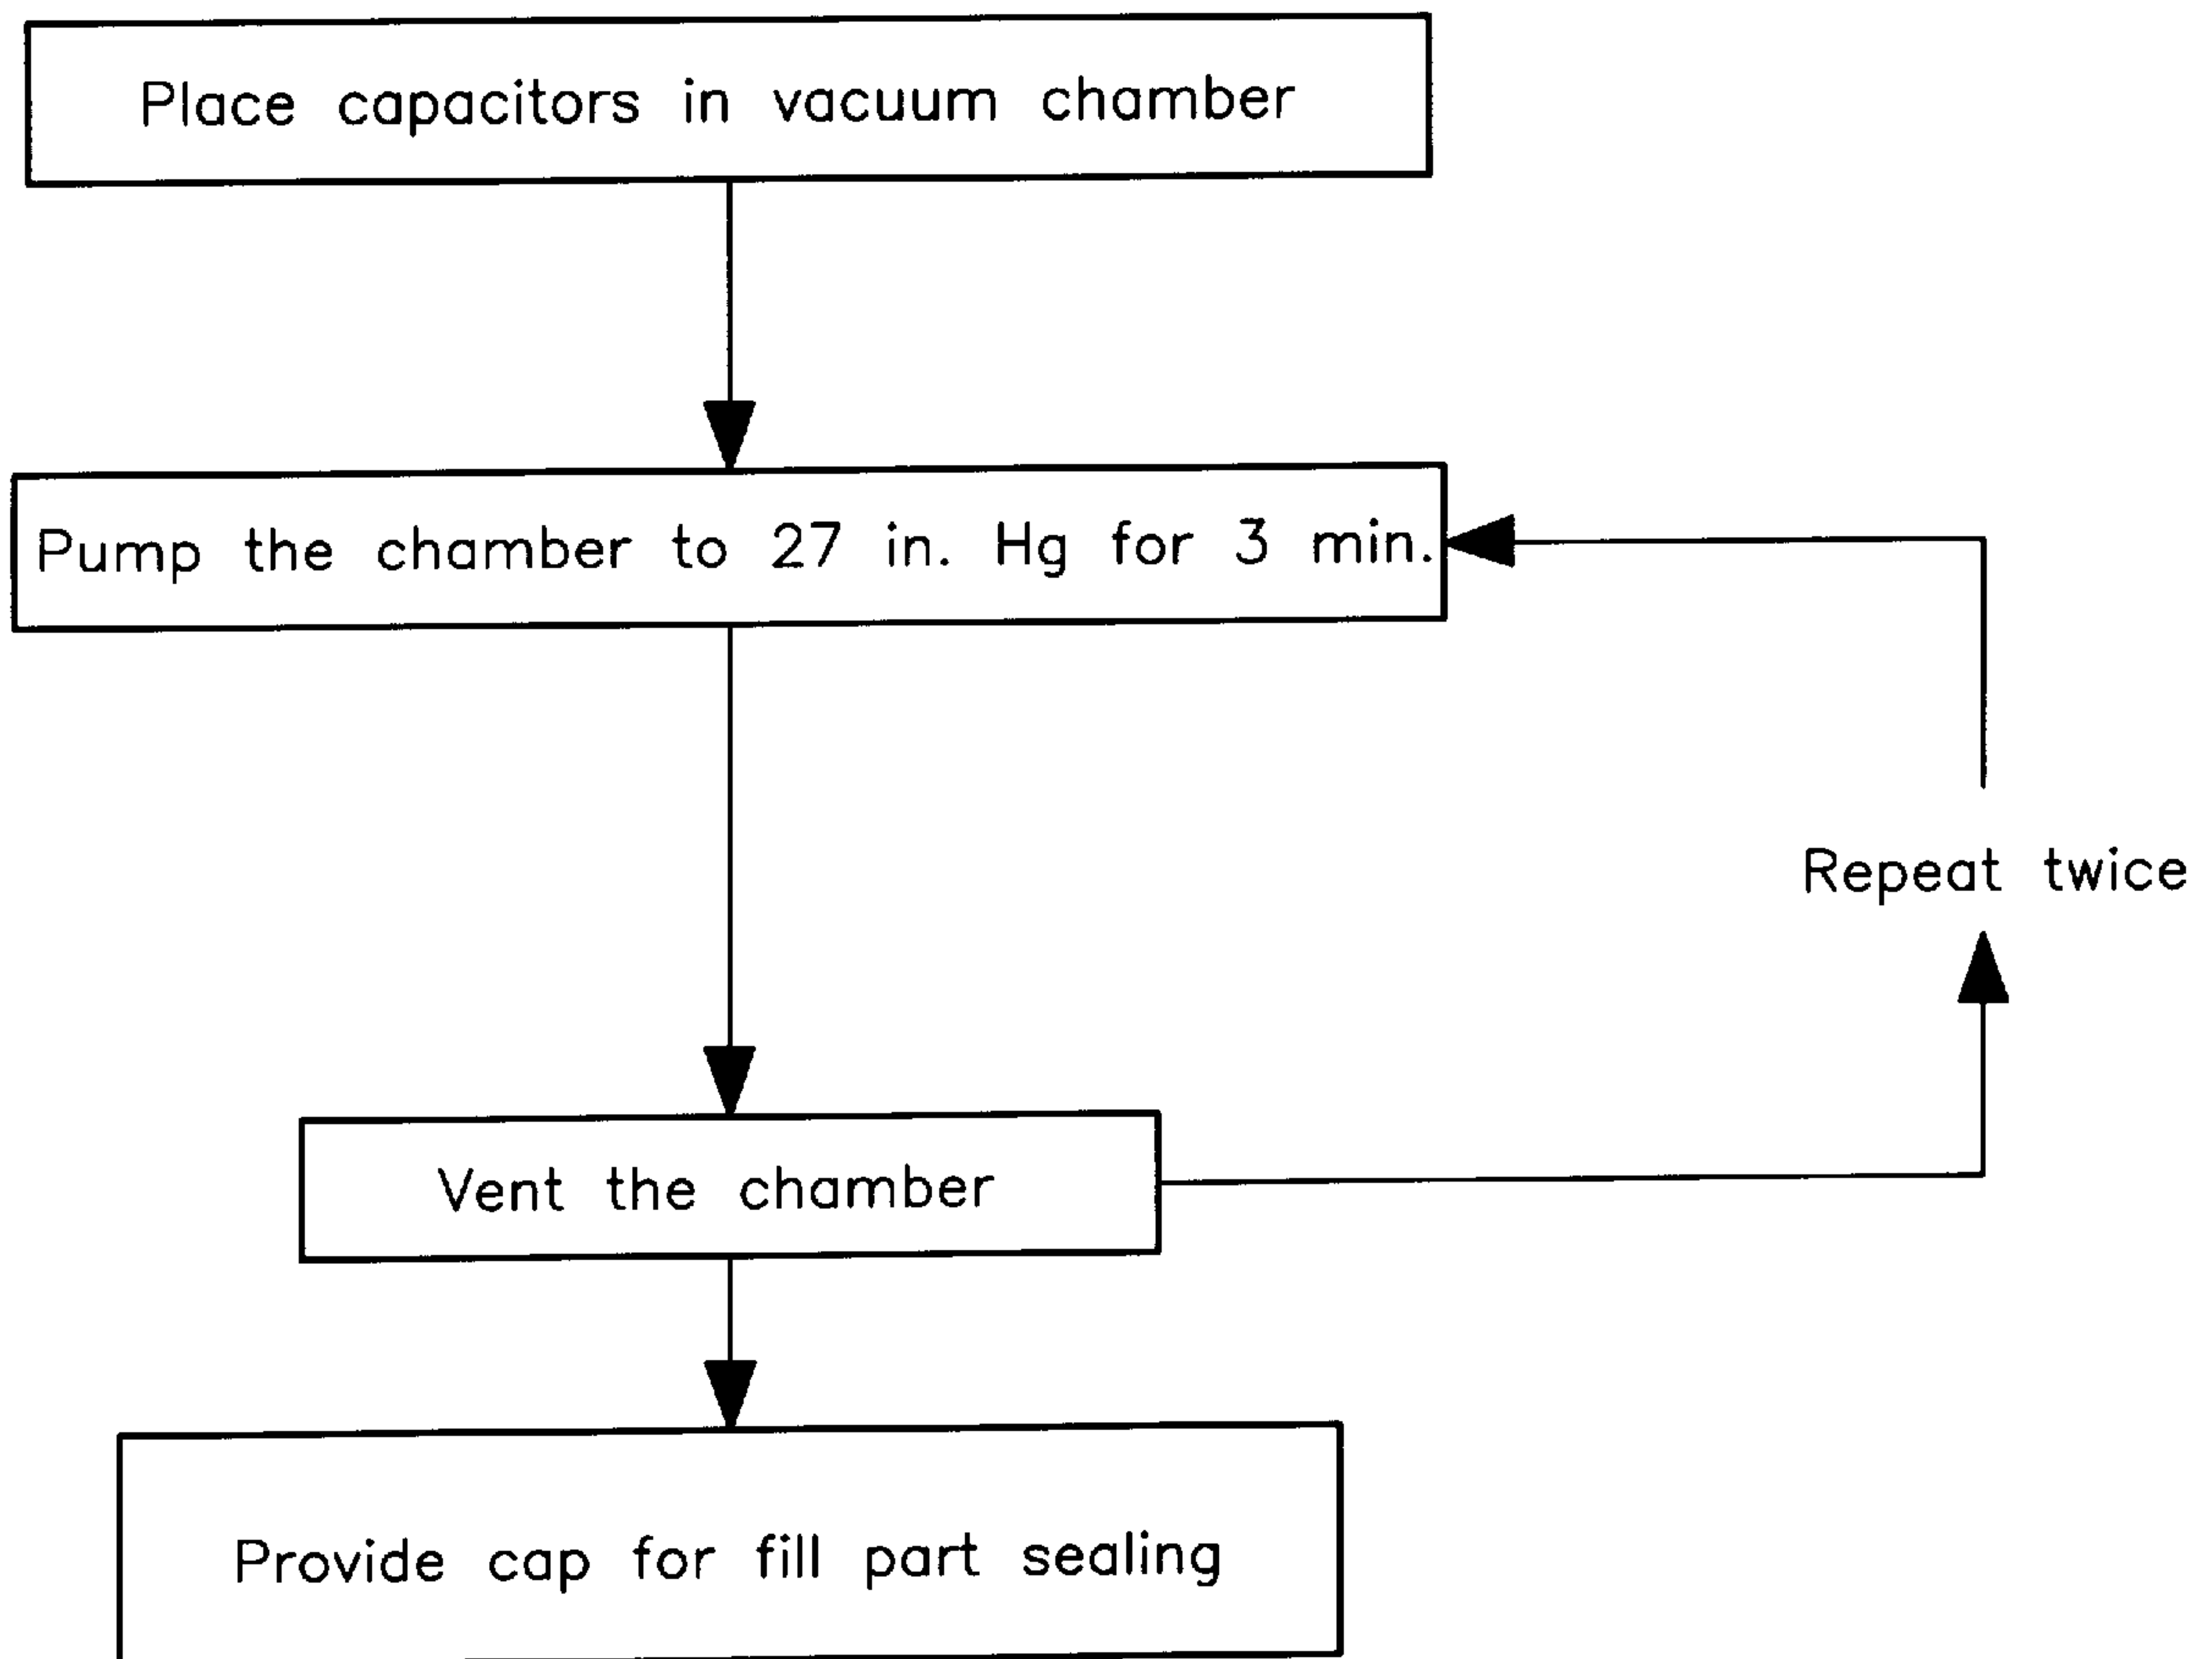 Place capacitors in vacuum chamber
Pump the chamber to 27 in. Hg for 3 min.
Repeat twice
Vent the chamber
Provide cap for fill part sealing